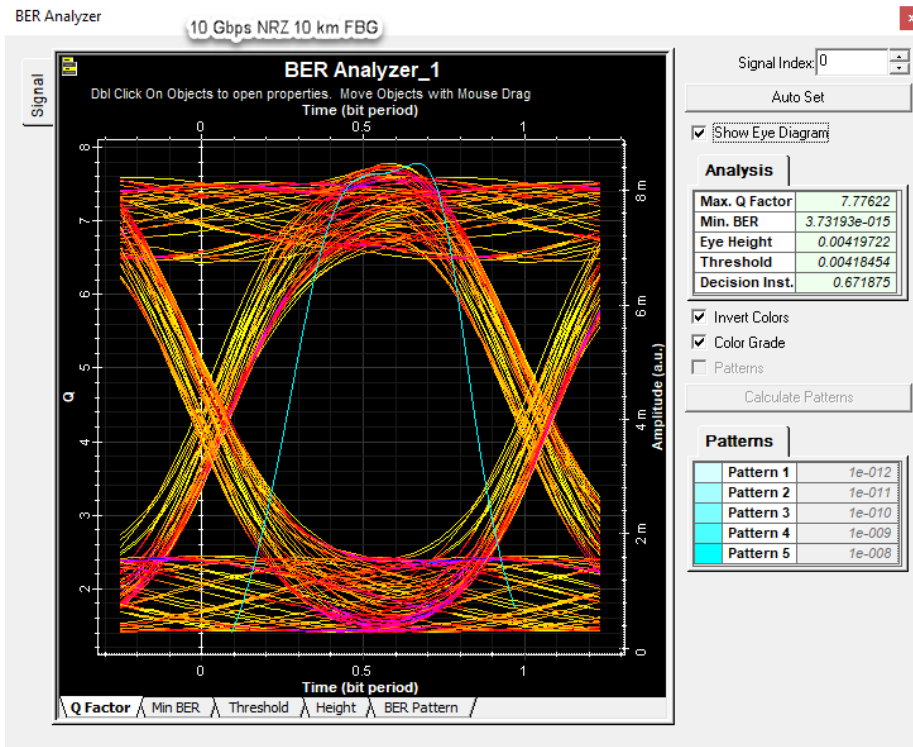 BER Analyzer
10 Gbps NRZ 10 km FBG
Signal
BER Analyzer_1
Dbl Click On Objects to open properties. Move Objects with Mouse Drag
Time (bit period)
0 0.5 1
8
7
6
5
4
3
2
Q
8 m
6 m
4 m
2 m
0
Amplitude (a.u.)
0 0.5 1
Time (bit period)
Q Factor Min BER Threshold Height BER Pattern
Signal Index: 0
Auto Set
Show Eye Diagram
Analysis
Max. Q Factor 7.77622
Min. BER 3.73193e-015
Eye Height 0.00419722
Threshold 0.00418454
Decision Inst. 0.671875
Invert Colors
Color Grade
Patterns
Calculate Patterns
Patterns
Pattern 1 1e-012
Pattern 2 1e-011
Pattern 3 1e-010
Pattern 4 1e-009
Pattern 5 1e-008